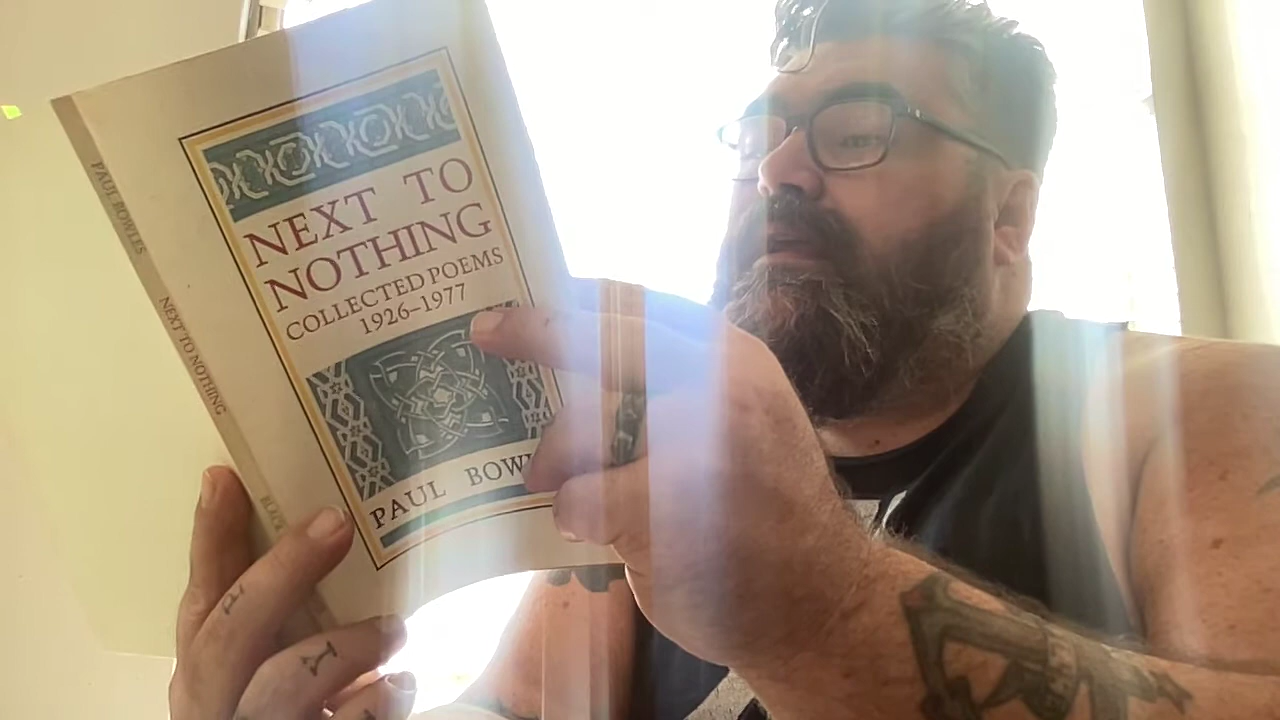 NEXT TO
NOTHING
COLLECTED POEMS
1926–1977
PAUL
PAUL BOWLES
NEXT TO NOTHING